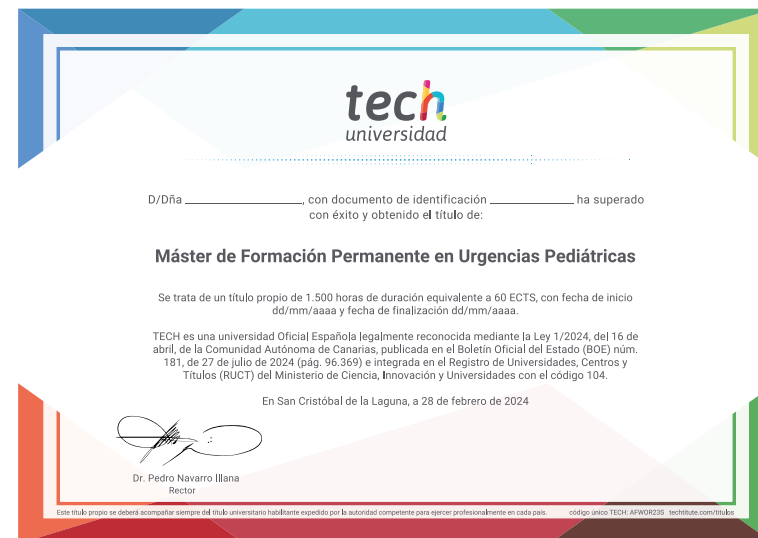 tech
universidad
D/Dña ____________________, con documento de identificación ______________ ha superado
con éxito y obtenido el título de:
Máster de Formación Permanente en Urgencias Pediátricas
Se trata de un título propio de 1.500 horas de duración equivalente a 60 ECTS, con fecha de inicio
dd/mm/aaaa y fecha de finalización dd/mm/aaaa.
TECH es una universidad Oficial Española legalmente reconocida mediante la Ley 1/2024, del 16 de
abril, de la Comunidad Autónoma de Canarias, publicada en el Boletín Oficial del Estado (BOE) núm.
181, de 27 de julio de 2024 (pág. 96.369) e integrada en el Registro de Universidades, Centros y
Títulos (RUCT) del Ministerio de Ciencia, Innovación y Universidades con el código 104.
En San Cristóbal de la Laguna, a 28 de febrero de 2024
Dr. Pedro Navarro Illana
Rector
Este título propio se deberá acompañar siempre del título universitario habilitante expedido por la autoridad competente para ejercer profesionalmente en cada país. código único TECH: AFWOR23S techtitute.com/titulos